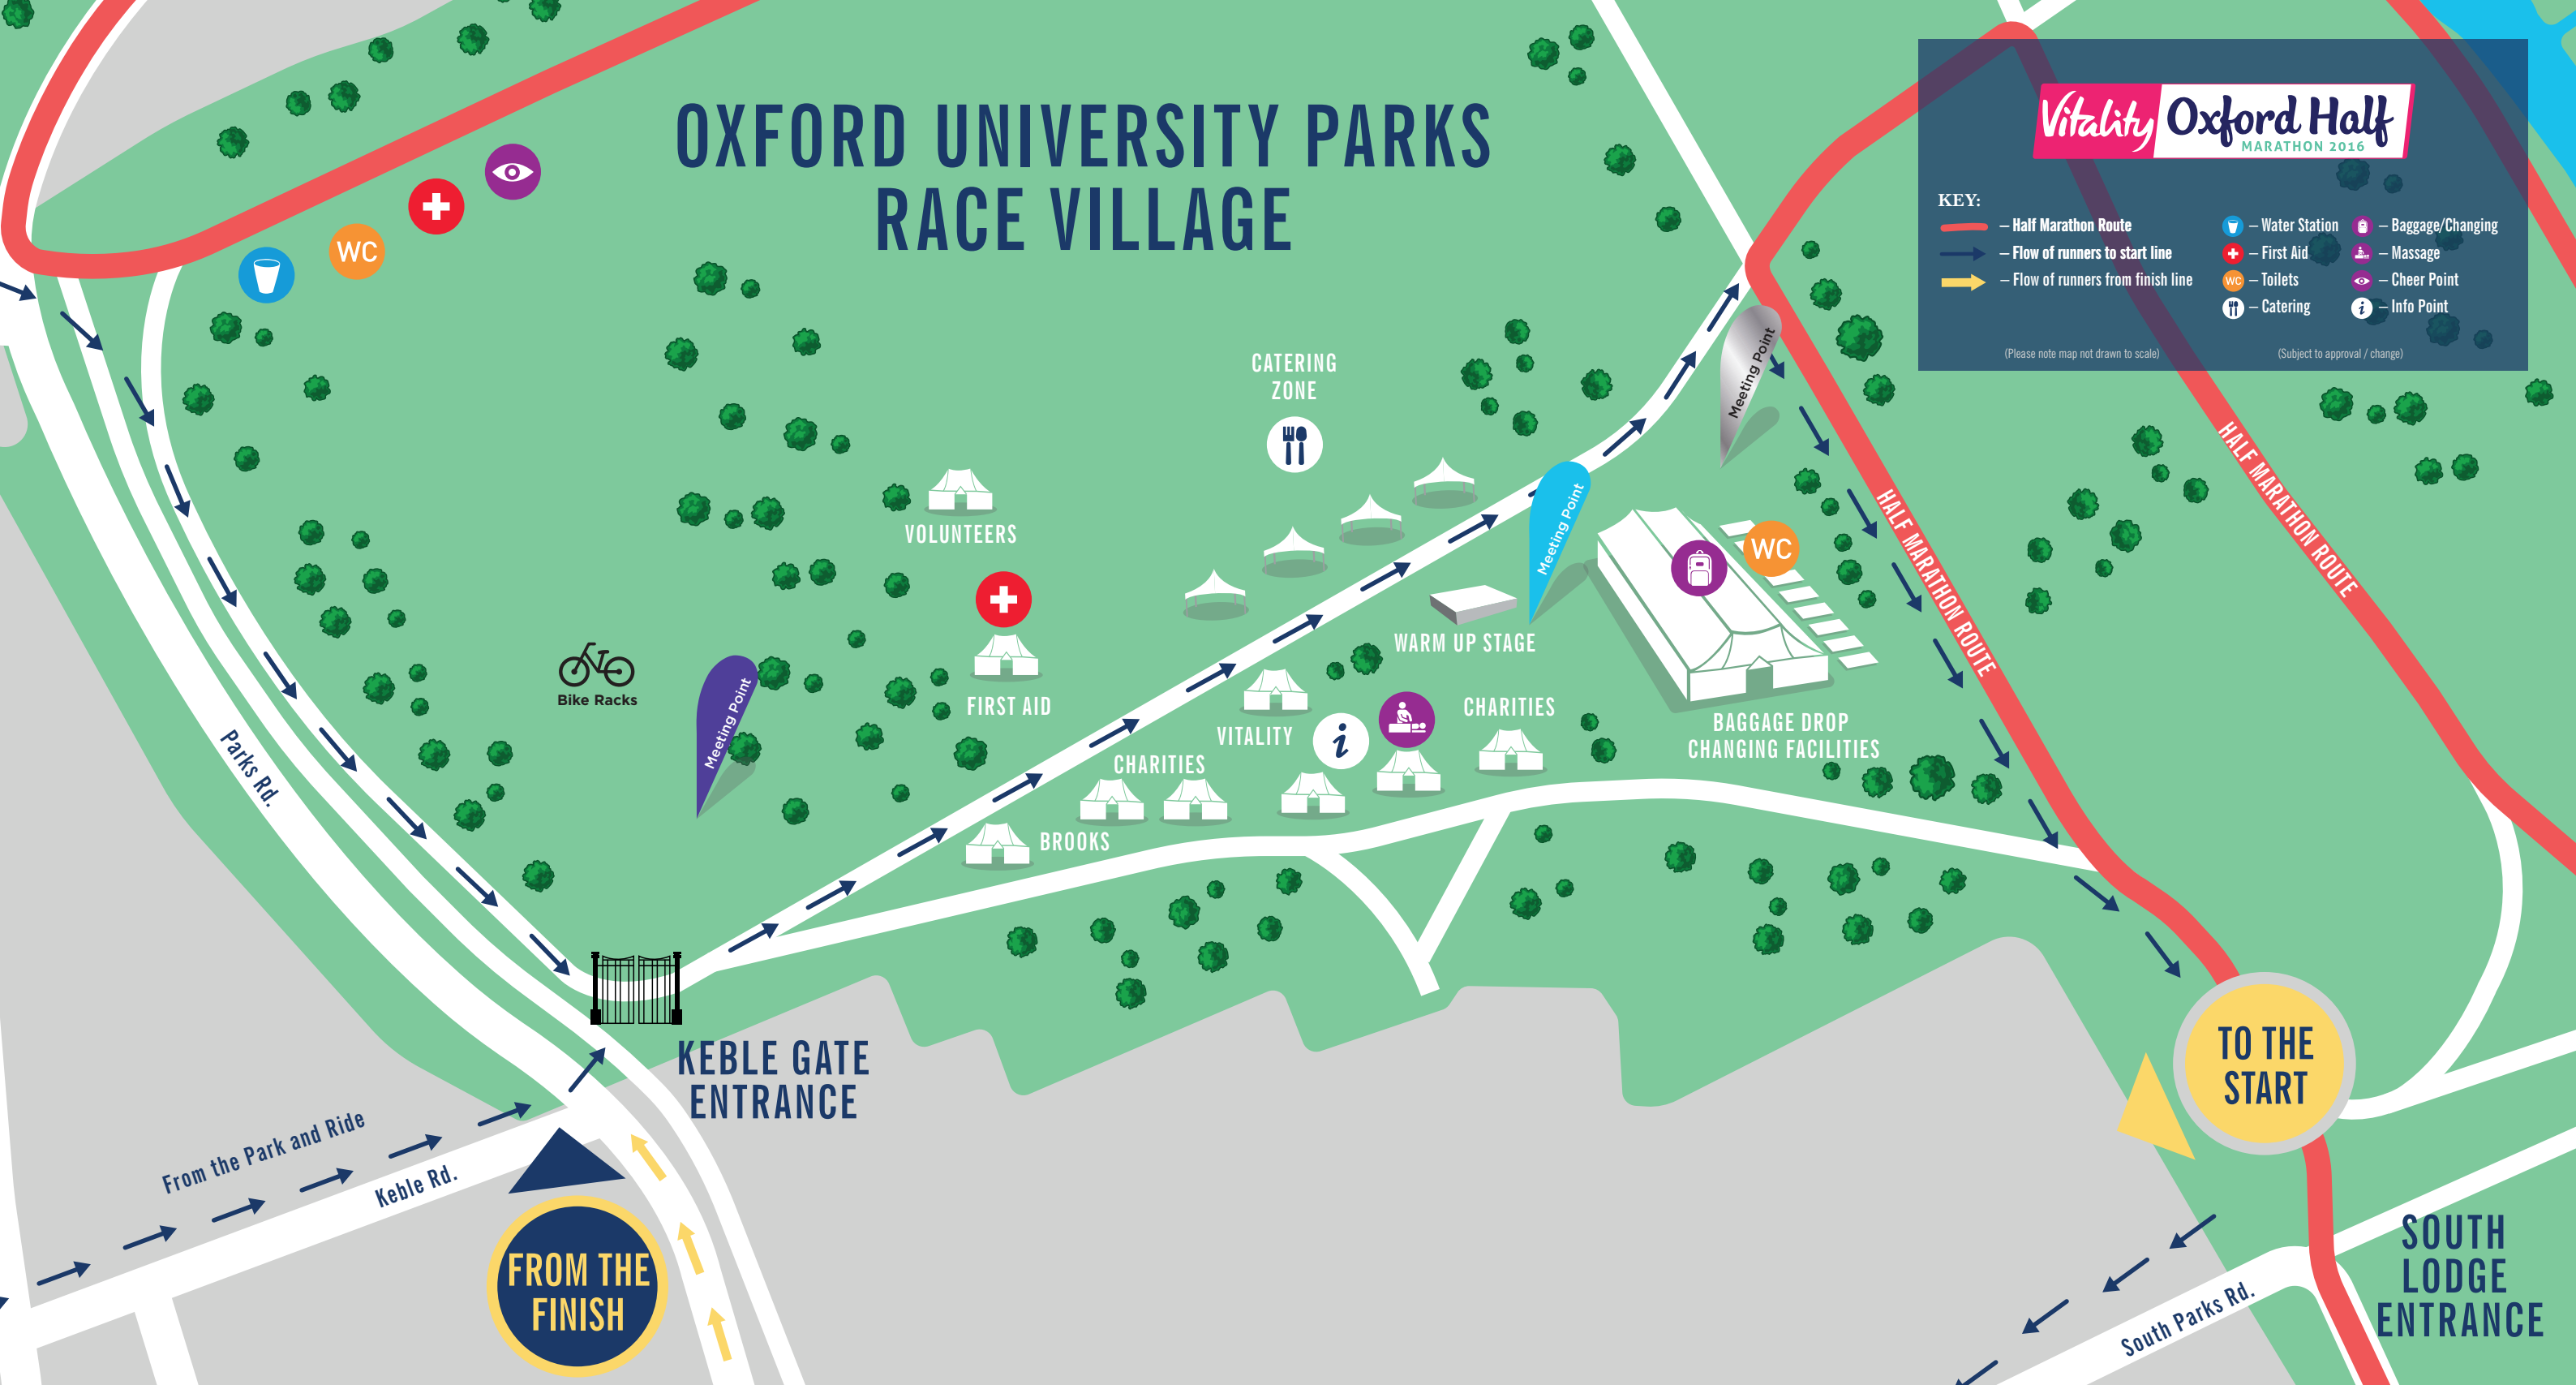 OXFORD UNIVERSITY PARKS
RACE VILLAGE
Vitality Oxford Half
MARATHON 2016
KEY:
– Half Marathon Route
– Flow of runners to start line
– Flow of runners from finish line
– Water Station
– First Aid
WC – Toilets
– Catering
– Baggage/Changing
– Massage
– Cheer Point
i – Info Point
(Please note map not drawn to scale)
(Subject to approval / change)
WC
CATERING
ZONE
Meeting Point
VOLUNTEERS
Meeting Point
WC
HALF MARATHON ROUTE
HALF MARATHON ROUTE
WARM UP STAGE
Bike Racks
Meeting Point
FIRST AID
VITALITY
i
CHARITIES
BAGGAGE DROP
CHANGING FACILITIES
CHARITIES
BROOKS
Parks Rd.
KEBLE GATE
ENTRANCE
TO THE
START
From the Park and Ride
Keble Rd.
FROM THE
FINISH
SOUTH
LODGE
ENTRANCE
South Parks Rd.